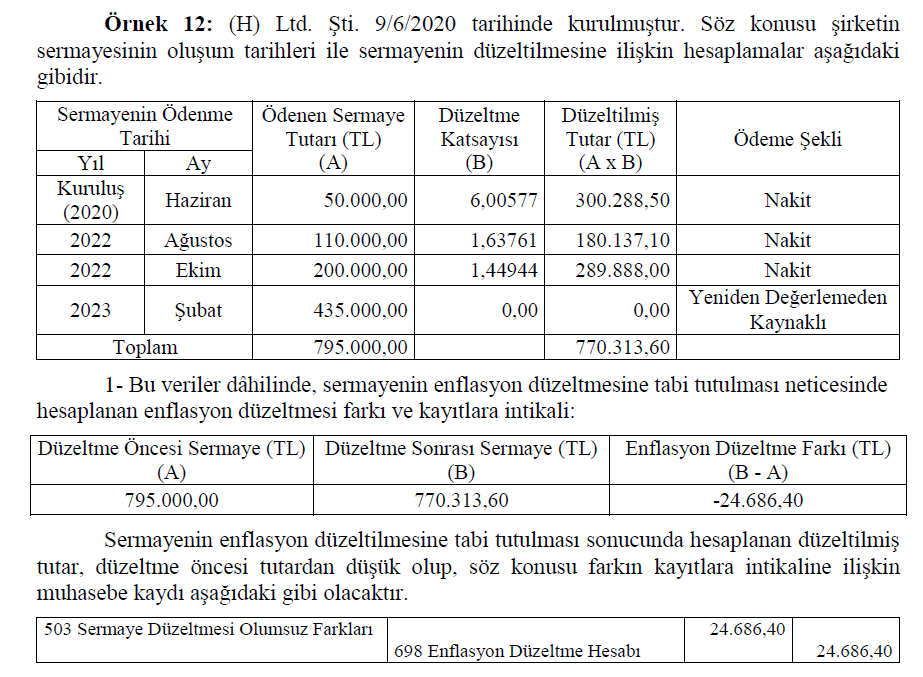 Örnek 12: (H) Ltd. Şti. 9/6/2020 tarihinde kurulmuştur. Söz konusu şirketin
sermayesinin oluşum tarihleri ile sermayenin düzeltilmesine ilişkin hesaplamalar aşağıdaki
gibidir.
Sermayenin Ödenme Tarihi | Ödenen Sermaye Tutarı (TL) (A) | Düzeltme Katsayısı (B) | Düzeltilmiş Tutar (TL) (A x B) | Ödeme Şekli
Yıl | Ay
Kuruluş (2020) | Haziran | 50.000,00 | 6,00577 | 300.288,50 | Nakit
2022 | Ağustos | 110.000,00 | 1,63761 | 180.137,10 | Nakit
2022 | Ekim | 200.000,00 | 1,44944 | 289.888,00 | Nakit
2023 | Şubat | 435.000,00 | 0,00 | 0,00 | Yeniden Değerlemeden Kaynaklı
Toplam | 795.000,00 | | 770.313,60
1- Bu veriler dâhilinde, sermayenin enflasyon düzeltmesine tabi tutulması neticesinde
hesaplanan enflasyon düzeltmesi farkı ve kayıtlara intikali:
Düzeltme Öncesi Sermaye (TL) (A) | Düzeltme Sonrası Sermaye (TL) (B) | Enflasyon Düzeltme Farkı (TL) (B - A)
795.000,00 | 770.313,60 | -24.686,40
Sermayenin enflasyon düzeltilmesine tabi tutulması sonucunda hesaplanan düzeltilmiş
tutar, düzeltme öncesi tutardan düşük olup, söz konusu farkın kayıtlara intikaline ilişkin
muhasebe kaydı aşağıdaki gibi olacaktır.
503 Sermaye Düzeltmesi Olumsuz Farkları | 24.686,40
698 Enflasyon Düzeltme Hesabı | 24.686,40